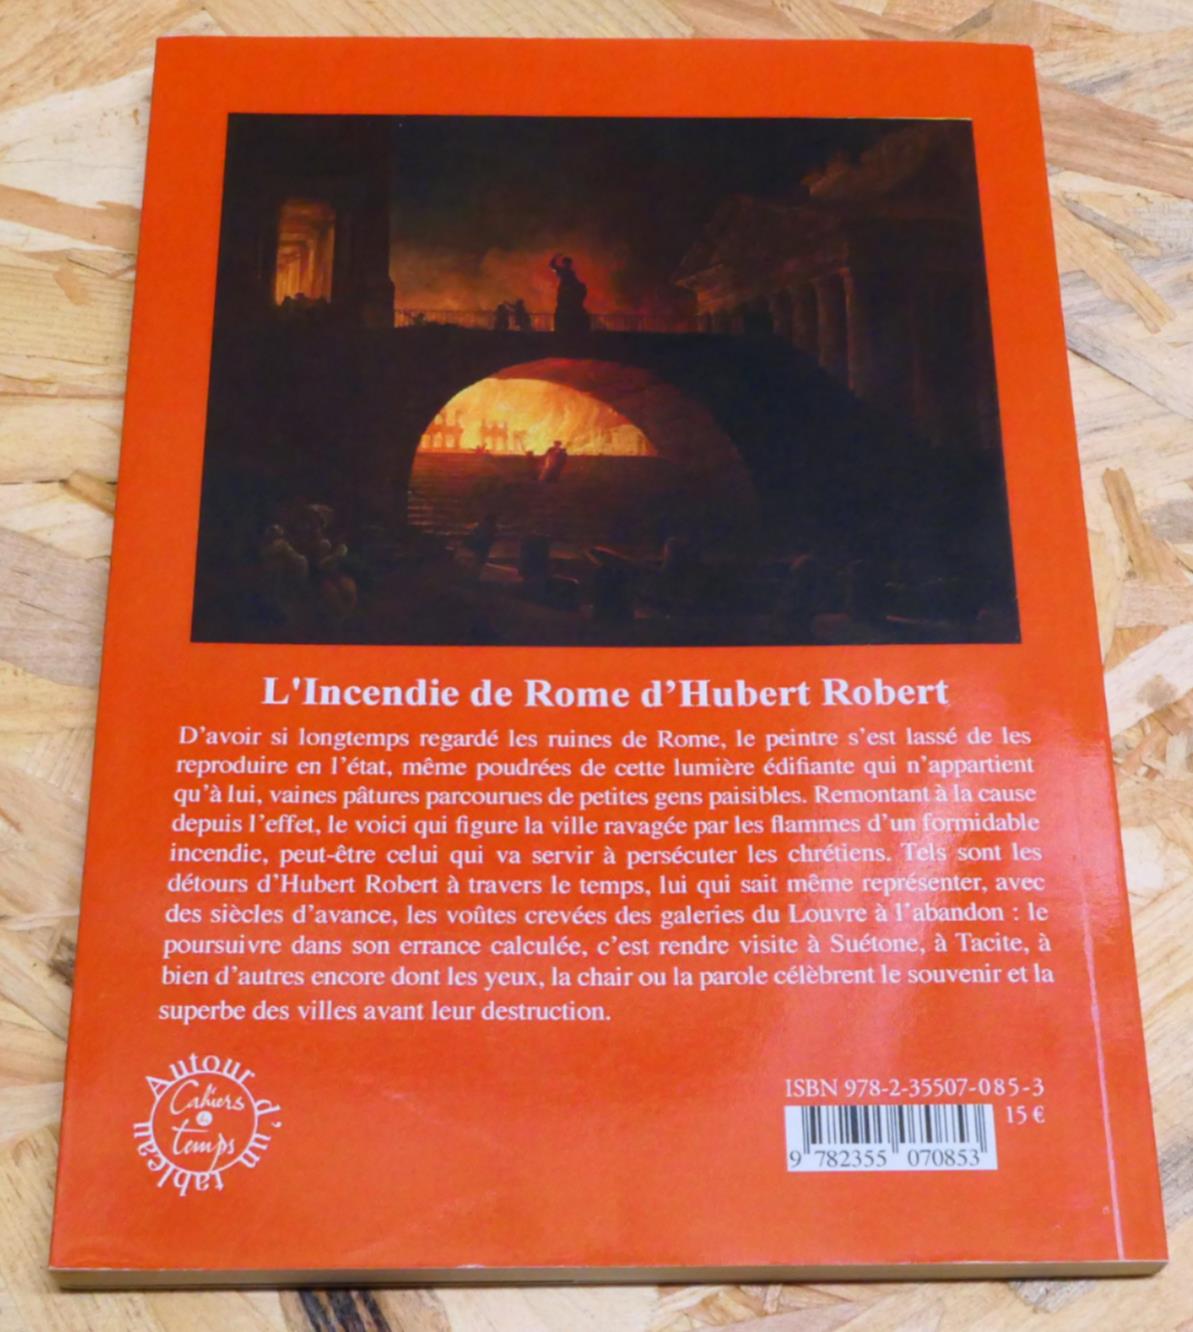 L'Incendie de Rome d’Hubert Robert
D’avoir si longtemps regardé les ruines de Rome, le peintre s’est lassé de les
reproduire en l’état, même poudrées de cette lumière édifiante qui n’appartient
qu’à lui, vaines pâtures parcourues de petites gens paisibles. Remontant à la cause
depuis l’effet, le voici qui figure la ville ravagée par les flammes d’un formidable
incendie, peut-être celui qui va servir à persécuter les chrétiens. Tels sont les
détours d’Hubert Robert à travers le temps, lui qui sait même représenter, avec
des siècles d’avance, les voûtes crevées des galeries du Louvre à l’abandon : le
poursuivre dans son errance calculée, c’est rendre visite à Suétone, à Tacite, à
bien d’autres encore dont les yeux, la chair ou la parole célèbrent le souvenir et la
superbe des villes avant leur destruction.
Autour d'un tableau
Cahiers
du
temps
ISBN 978-2-35507-085-3
15 €
9 782355 070853